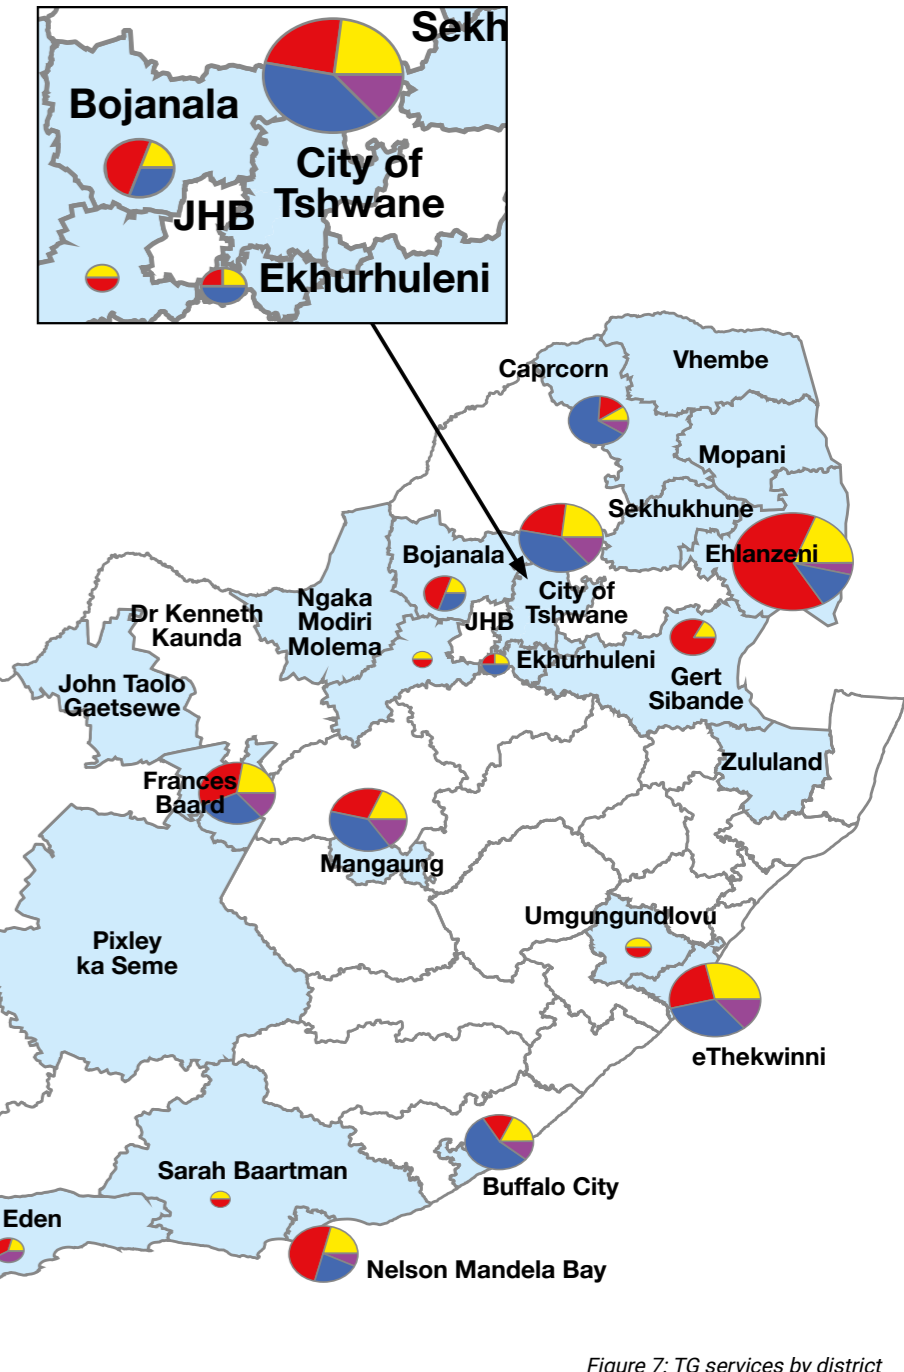 Sekh
Bojanala
City of
Tshwane
JHB
Ekhurhuleni
Caprcorn
Vhembe
Mopani
Sekhukhune
Bojanala
Ehlanzeni
City of
Tshwane
Ngaka
Modiri
Molema
Dr Kenneth
Kaunda
JHB
Ekhurhuleni
Gert
Sibande
John Taolo
Gaetsewe
Zululand
Frances
Baard
Mangaung
Umgungundlovu
Pixley
ka Seme
eThekwinni
Sarah Baartman
Buffalo City
Eden
Nelson Mandela Bay
Figure 7: TG services by district